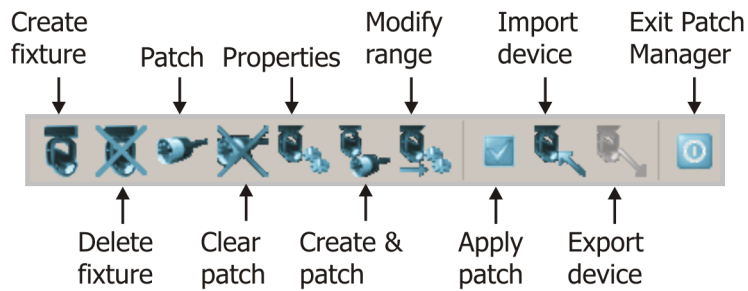 Create
fixture
Patch
Properties
Modify
range
Import
device
Exit Patch
Manager
Delete
fixture
Clear
patch
Create &
patch
Apply
patch
Export
device